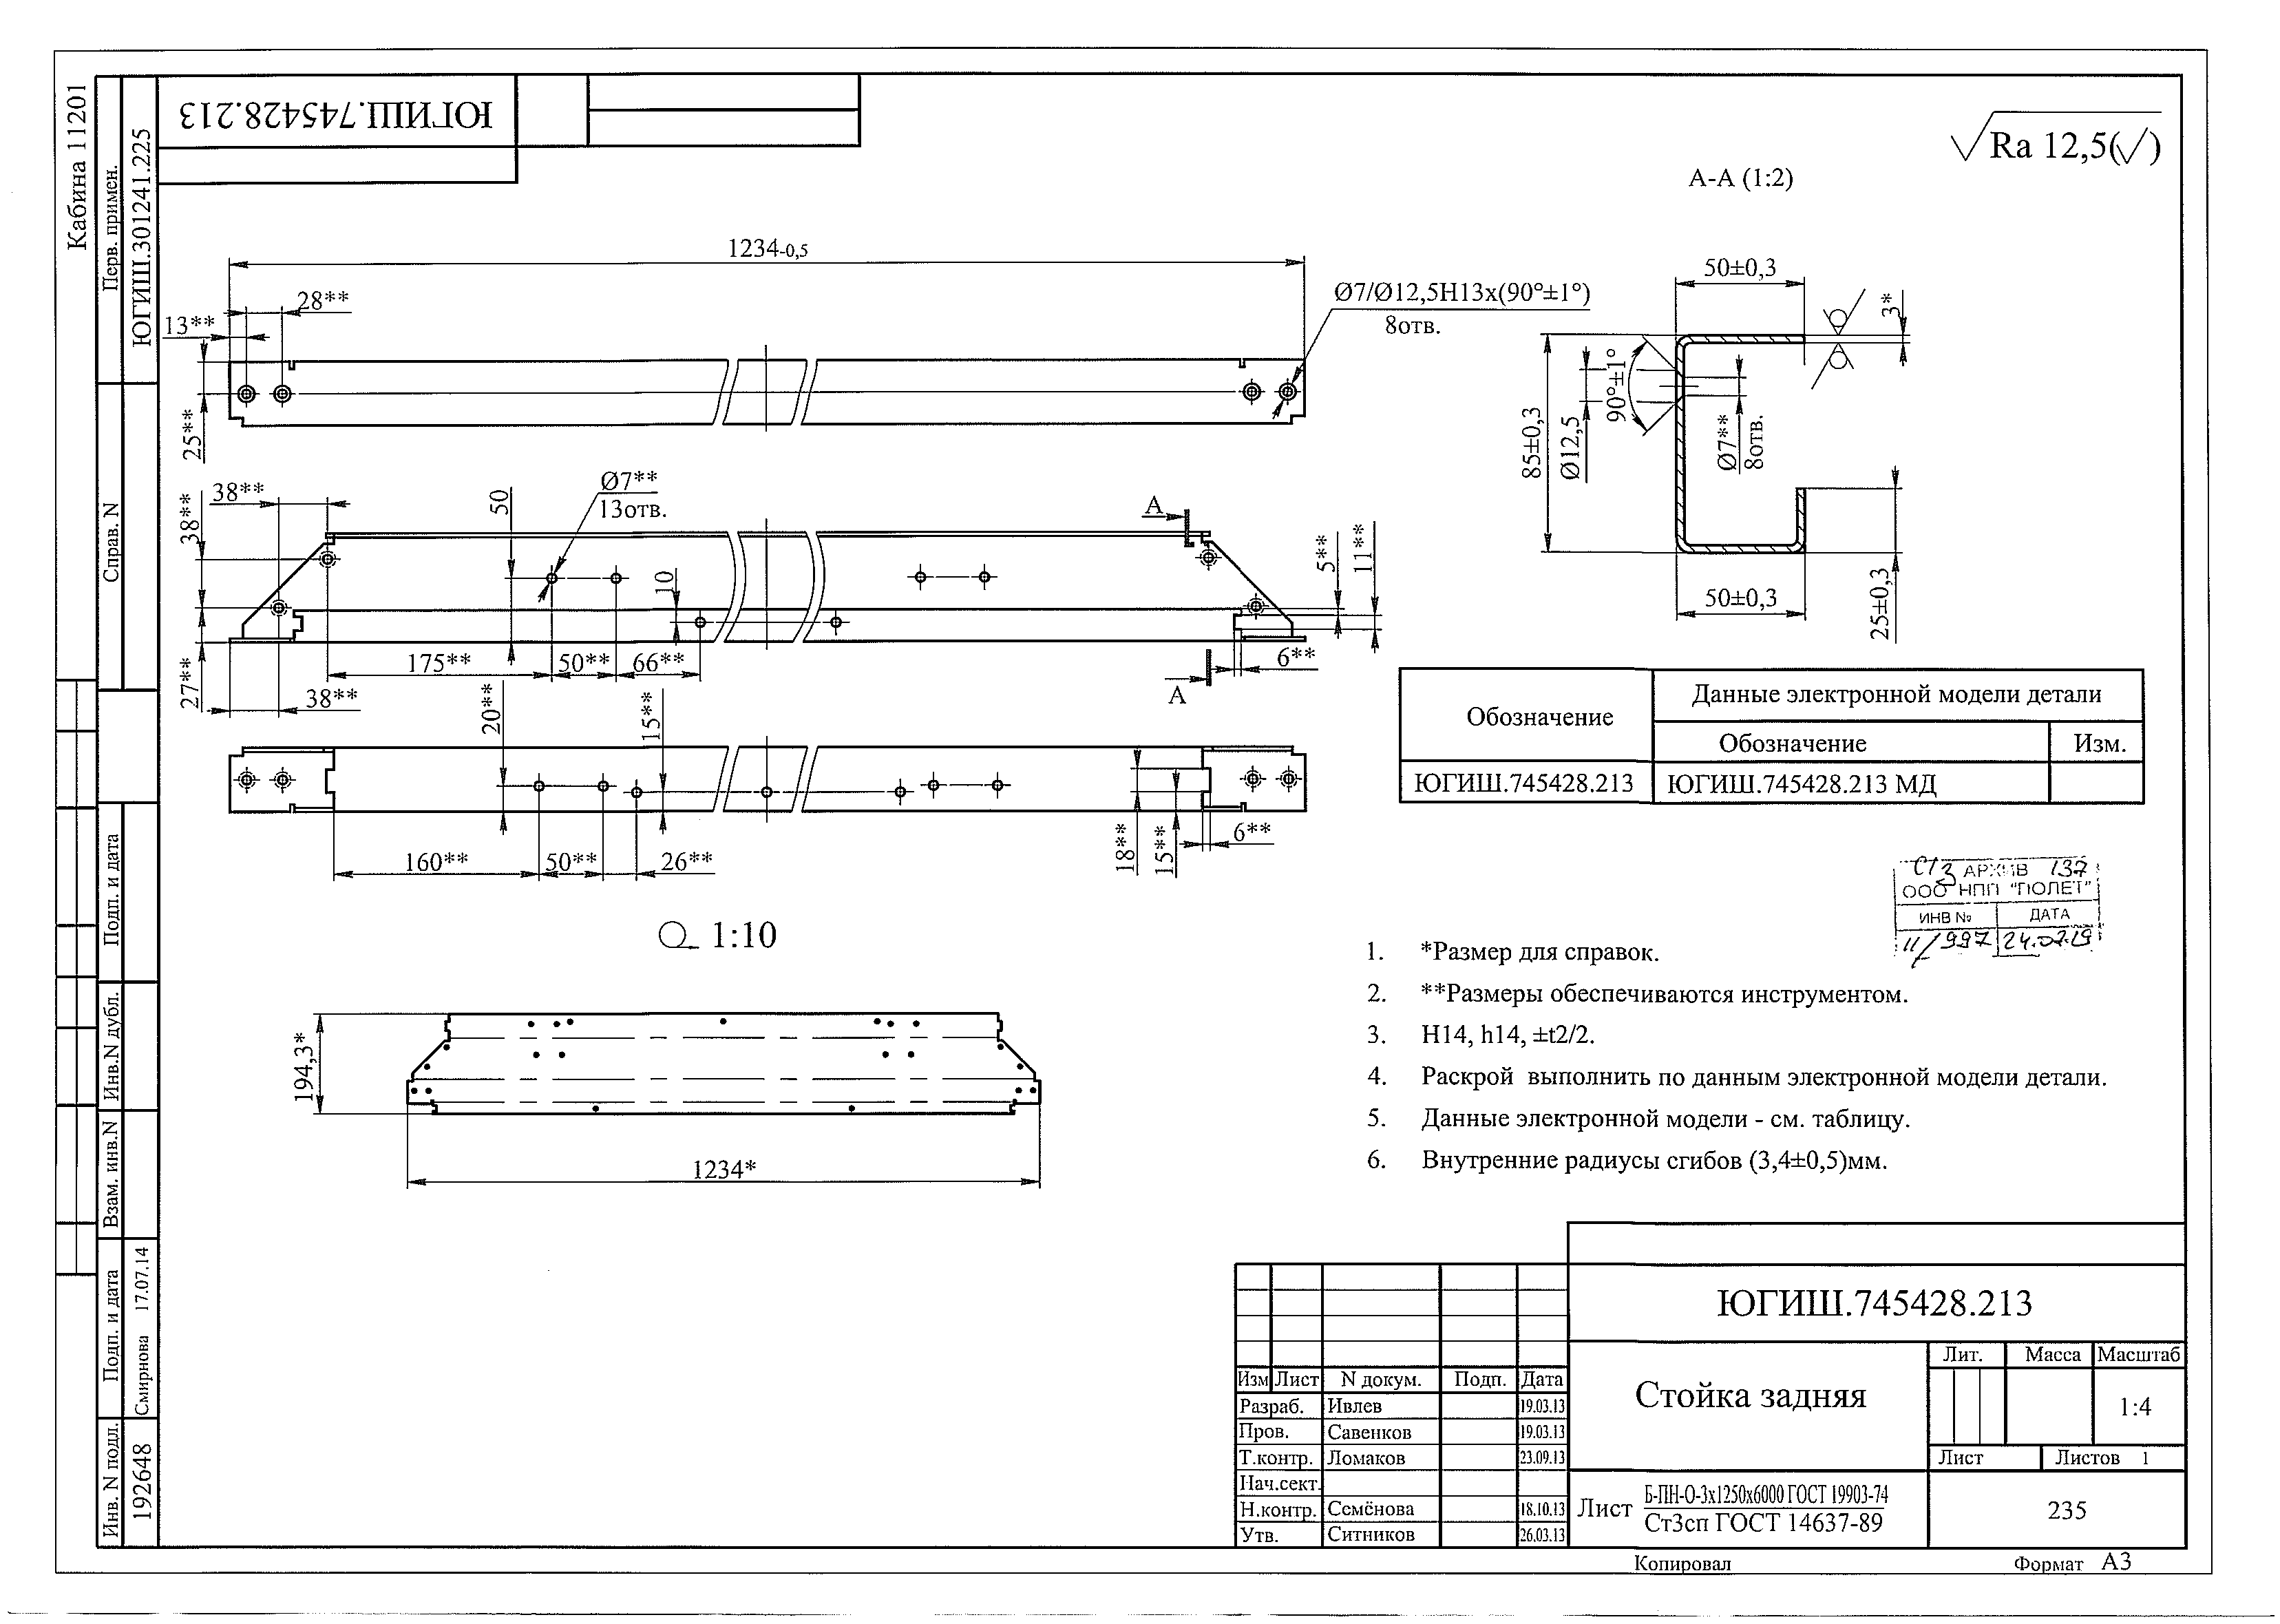 Кабина 11201
Перв. примен.
ЮГИШ.301241.225
Справ. N
Подп. и дата
Инв.N дубл.
Взам. инв.N
Подп. и дата
Смирнова 17.07.14
Инв. N подл.
192648
ЮГИШ.745428.213
Ra 12,5(√)
1234-0,5
28**
13**
25**
Ø7/Ø12,5H13x(90°±1°)
8отв.
А-А (1:2)
50±0,3
3*
85±0,3
Ø12,5
90°±1°
Ø7**
8отв.
50±0,3
25±0,3
38**
38**
27**
38**
Ø7**
13отв.
50
10
А
А
5**
11**
6**
175**
50**
66**
20**
15**
160**
50**
26**
18**
15**
6**
1:10
194,3*
1234*
Обозначение
Данные электронной модели детали
Обозначение Изм.
ЮГИШ.745428.213 ЮГИШ.745428.213 МД
СТЗ АРХИВ 137
ООО НПП "ПОЛЕТ"
ИНВ № ДАТА
11/997 24.02.19
1. *Размер для справок.
2. **Размеры обеспечиваются инструментом.
3. H14, h14, ±t2/2.
4. Раскрой выполнить по данным электронной модели детали.
5. Данные электронной модели - см. таблицу.
6. Внутренние радиусы сгибов (3,4±0,5)мм.
ЮГИШ.745428.213
Изм Лист N докум. Подп. Дата
Разраб. Ивлев 19.03.13
Пров. Савенков 19.03.13
Т.контр. Ломаков 23.09.13
Нач.сект.
Н.контр. Семёнова 18.10.13
Утв. Ситников 26.03.13
Стойка задняя
Лит. Масса Масштаб
1:4
Лист Листов 1
Лист Б-ПН-О-3х1250х6000 ГОСТ 19903-74
Ст3сп ГОСТ 14637-89
235
Копировал Формат А3